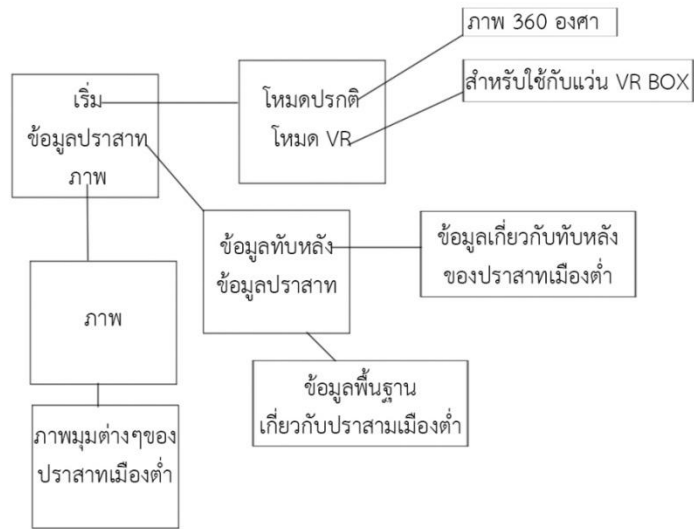 ภาพ 360 องศา
เริ่ม
ข้อมูลปราสาท
ภาพ
โหมดปรกติ
โหมด VR
สำหรับใช้กับแว่น VR BOX
ข้อมูลทับหลัง
ข้อมูลปราสาท
ข้อมูลเกี่ยวกับทับหลัง
ของปราสาทเมืองต่ำ
ภาพ
ข้อมูลพื้นฐาน
เกี่ยวกับปราสามเมืองต่ำ
ภาพมุมต่างๆของ
ปราสาทเมืองต่ำ